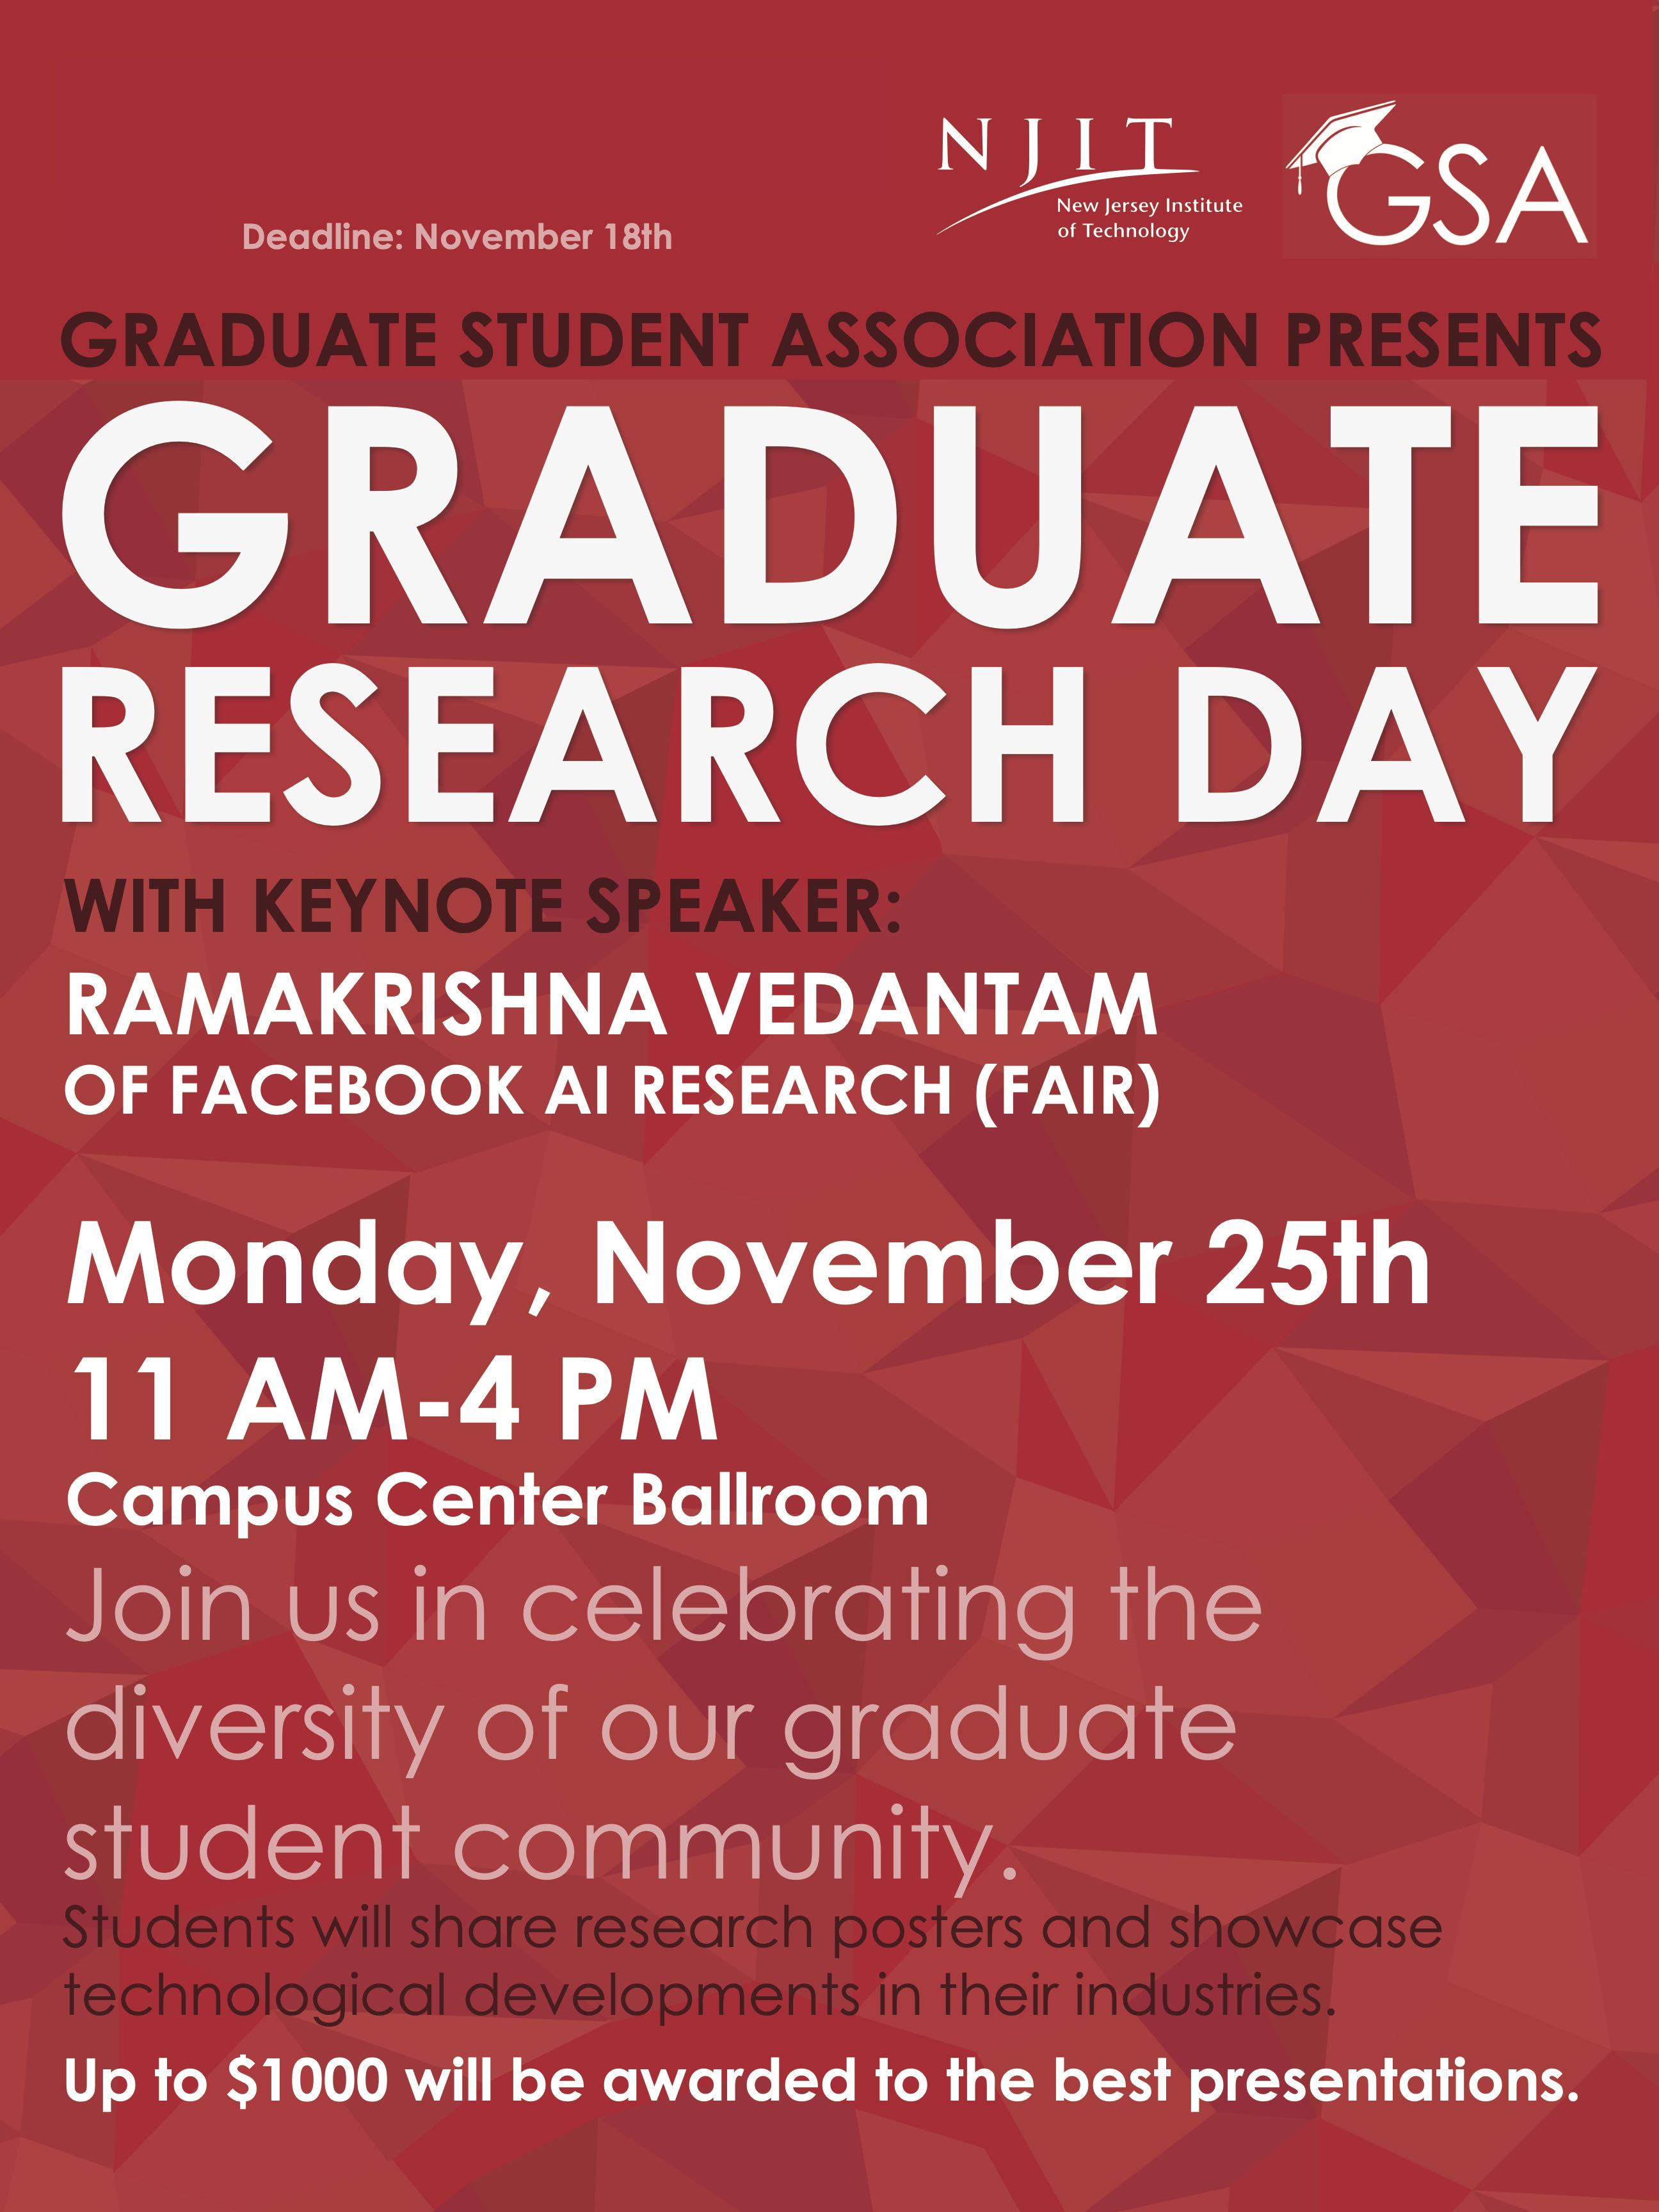 NJIT
New Jersey Institute
of Technology
GSA
Deadline: November 18th
GRADUATE STUDENT ASSOCIATION PRESENTS
GRADUATE
RESEARCH DAY
WITH KEYNOTE SPEAKER:
RAMAKRISHNA VEDANTAM
OF FACEBOOK AI RESEARCH (FAIR)
Monday, November 25th
11 AM-4 PM
Campus Center Ballroom
Join us in celebrating the
diversity of our graduate
student community.
Students will share research posters and showcase
technological developments in their industries.
Up to $1000 will be awarded to the best presentations.